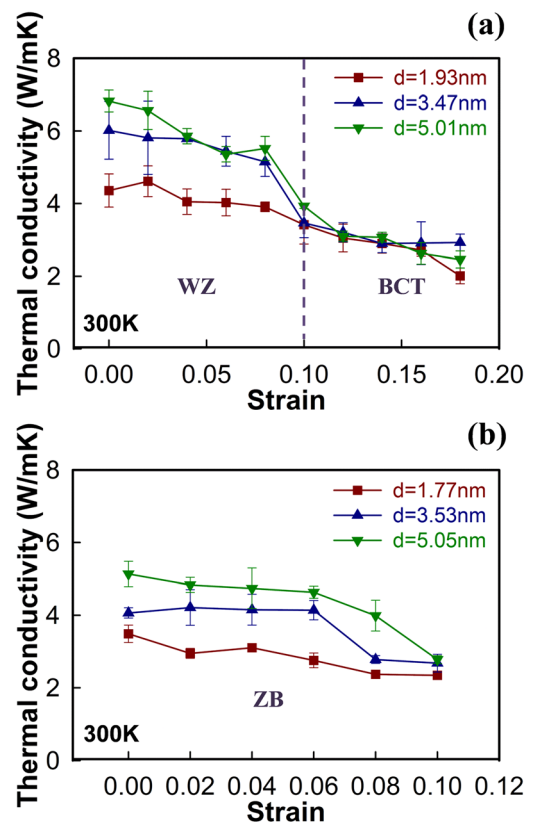 (a)
Thermal conductivity (W/mK)
8
6
4
2
0
d=1.93nm
d=3.47nm
d=5.01nm
WZ
BCT
300K
0.00 0.05 0.10 0.15 0.20
Strain
(b)
Thermal conductivity (W/mK)
8
6
4
2
0
d=1.77nm
d=3.53nm
d=5.05nm
ZB
300K
0.00 0.02 0.04 0.06 0.08 0.10 0.12
Strain